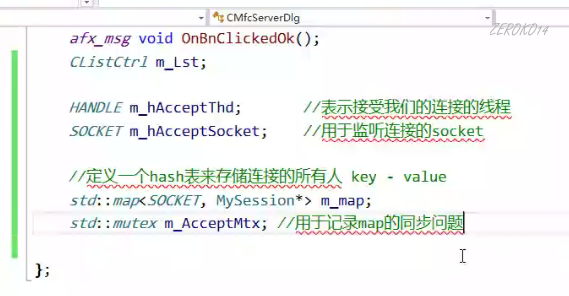 CMfcServerDlg
ZEROKO14
afx_msg void OnBnClickedOk();
CListCtrl m_Lst;
HANDLE m_hAcceptThd; //表示接受我们的连接的线程
SOCKET m_hAcceptSocket; //用于监听连接的socket
//定义一个hash表来存储连接的所有人 key - value
std::map<SOCKET, MySession*> m_map;
std::mutex m_AcceptMtx; //用于记录map的同步问题
};